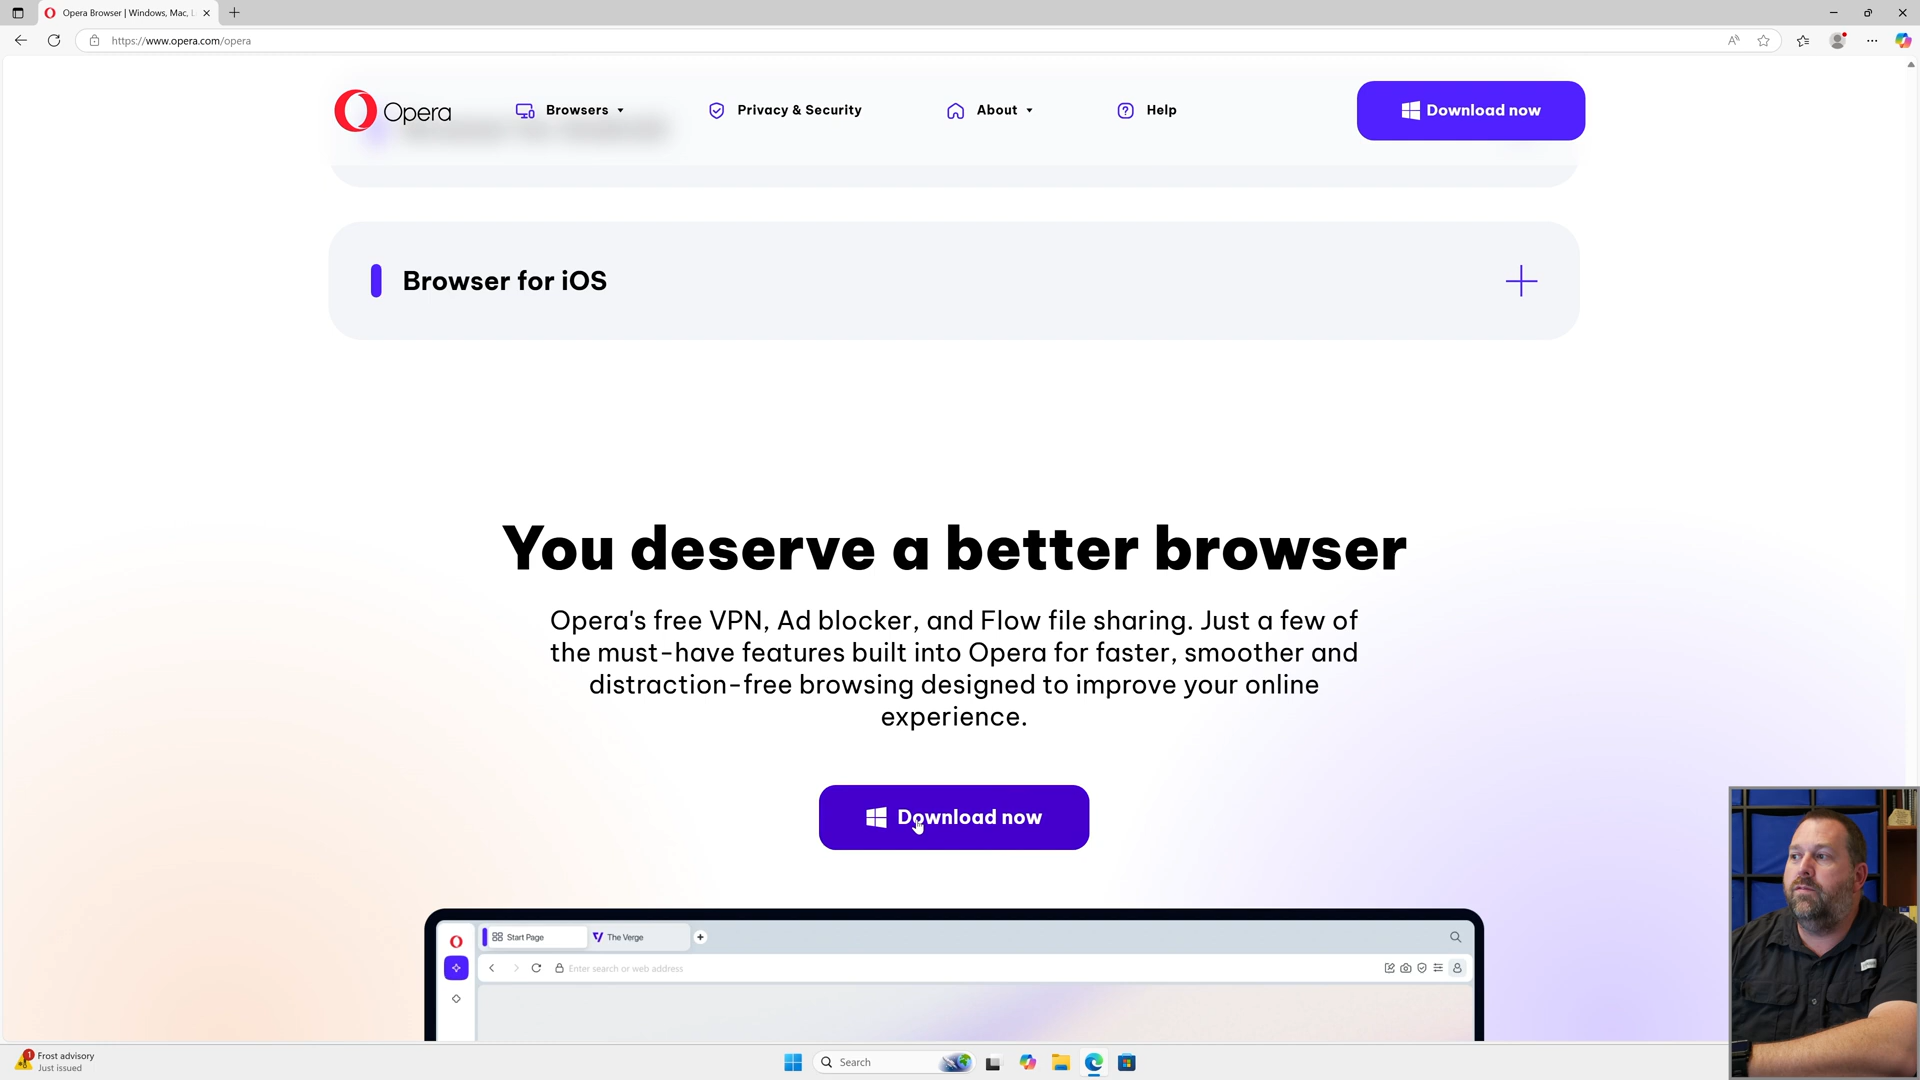 Opera Browser | Windows, Mac, L
https://www.opera.com/opera
Opera
Browsers
Privacy & Security
About
Help
Download now
Browser for iOS
You deserve a better browser
Opera's free VPN, Ad blocker, and Flow file sharing. Just a few of
the must-have features built into Opera for faster, smoother and
distraction-free browsing designed to improve your online
experience.
Download now
Start Page
The Verge
Enter search or web address
1
Frost advisory
Just issued
Search